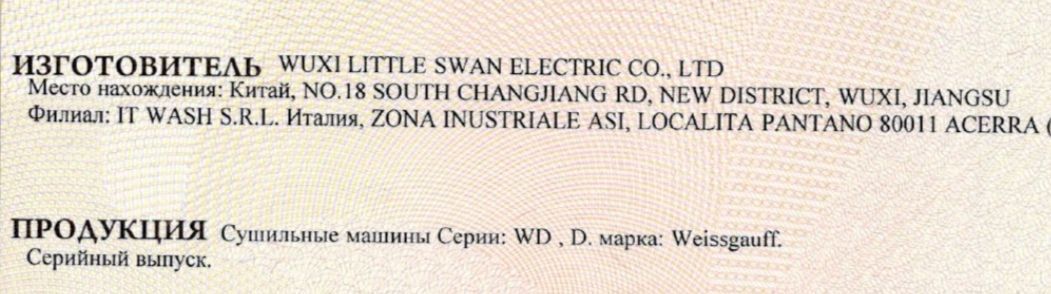 ИЗГОТОВИТЕЛЬ WUXI LITTLE SWAN ELECTRIC CO., LTD
Место нахождения: Китай, NO.18 SOUTH CHANGJIANG RD, NEW DISTRICT, WUXI, JIANGSU
Филиал: IT WASH S.R.L. Италия, ZONA INUSTRIALE ASI, LOCALITA PANTANO 80011 ACERRA (
ПРОДУКЦИЯ Сушильные машины Серии: WD , D. марка: Weissgauff.
Серийный выпуск.